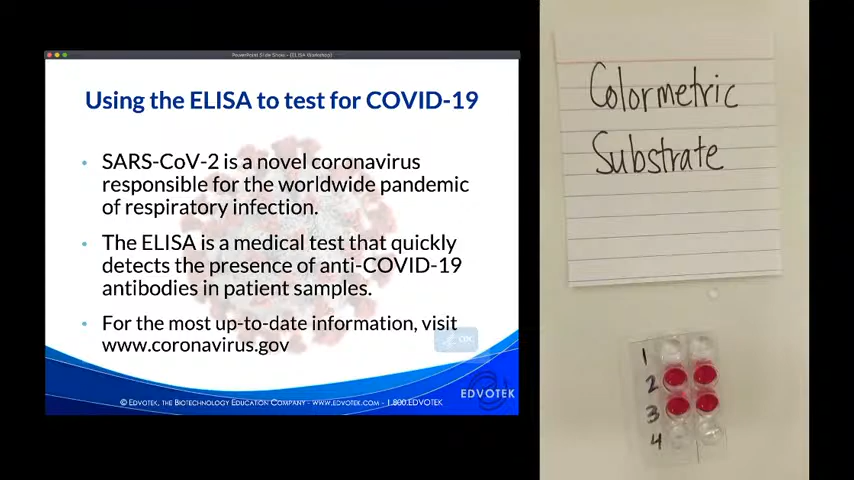 PowerPoint Slide Show - [ELISA Workshop]
Using the ELISA to test for COVID-19
• SARS-CoV-2 is a novel coronavirus
responsible for the worldwide pandemic
of respiratory infection.
• The ELISA is a medical test that quickly
detects the presence of anti-COVID-19
antibodies in patient samples.
• For the most up-to-date information, visit
www.coronavirus.gov
CDC
EDVOTEK
© EDVOTEK, THE BIOTECHNOLOGY EDUCATION COMPANY - WWW.EDVOTEK.COM - 1.800.EDVOTEK
Colormetric
Substrate
1
2
3
4